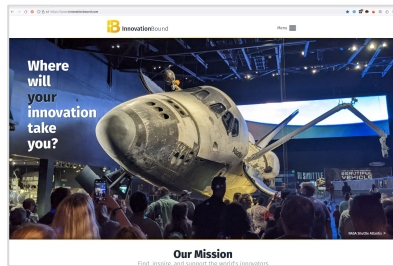 InnovationBound
Menu
Where
will
your
innovation
take
you?
NASA Shuttle Atlantis
Our Mission
Find, inspire, and support the world's innovators.